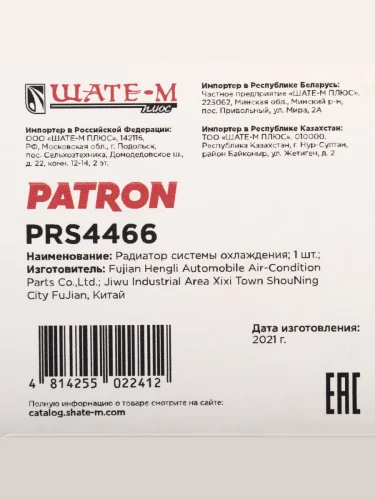 ШАТЕ-М
ПЛЮС
Импортер в Российской Федерации:
ООО «ШАТЕ-М ПЛЮС», 142116,
РФ, Московская обл., г. Подольск,
пос. Сельхозтехника, Домодедовское ш.,
д. 22, комн. 12-14, 2 эт.
Импортер в Республике Беларусь:
Частное предприятие «ШАТЕ-М ПЛЮС»,
223062, Минская обл., Минский р-н,
пос. Привольный, ул. Мира, 2А
Импортер в Республике Казахстан:
ТОО «ШАТЕ-М ПЛЮС», 010000,
Республика Казахстан, г. Нур-Султан,
район Байконыр, ул. Жетиген, д. 2
PATRON
PRS4466
Наименование: Радиатор системы охлаждения; 1 шт.;
Изготовитель: Fujian Hengli Automobile Air-Condition
Parts Co.,Ltd.; Jiwu Industrial Area Xixi Town ShouNing
City FuJian, Китай
Дата изготовления:
2021 г.
4 814255 022412
EAC
Полную информацию о товаре смотрите на сайте:
catalog.shate-m.com